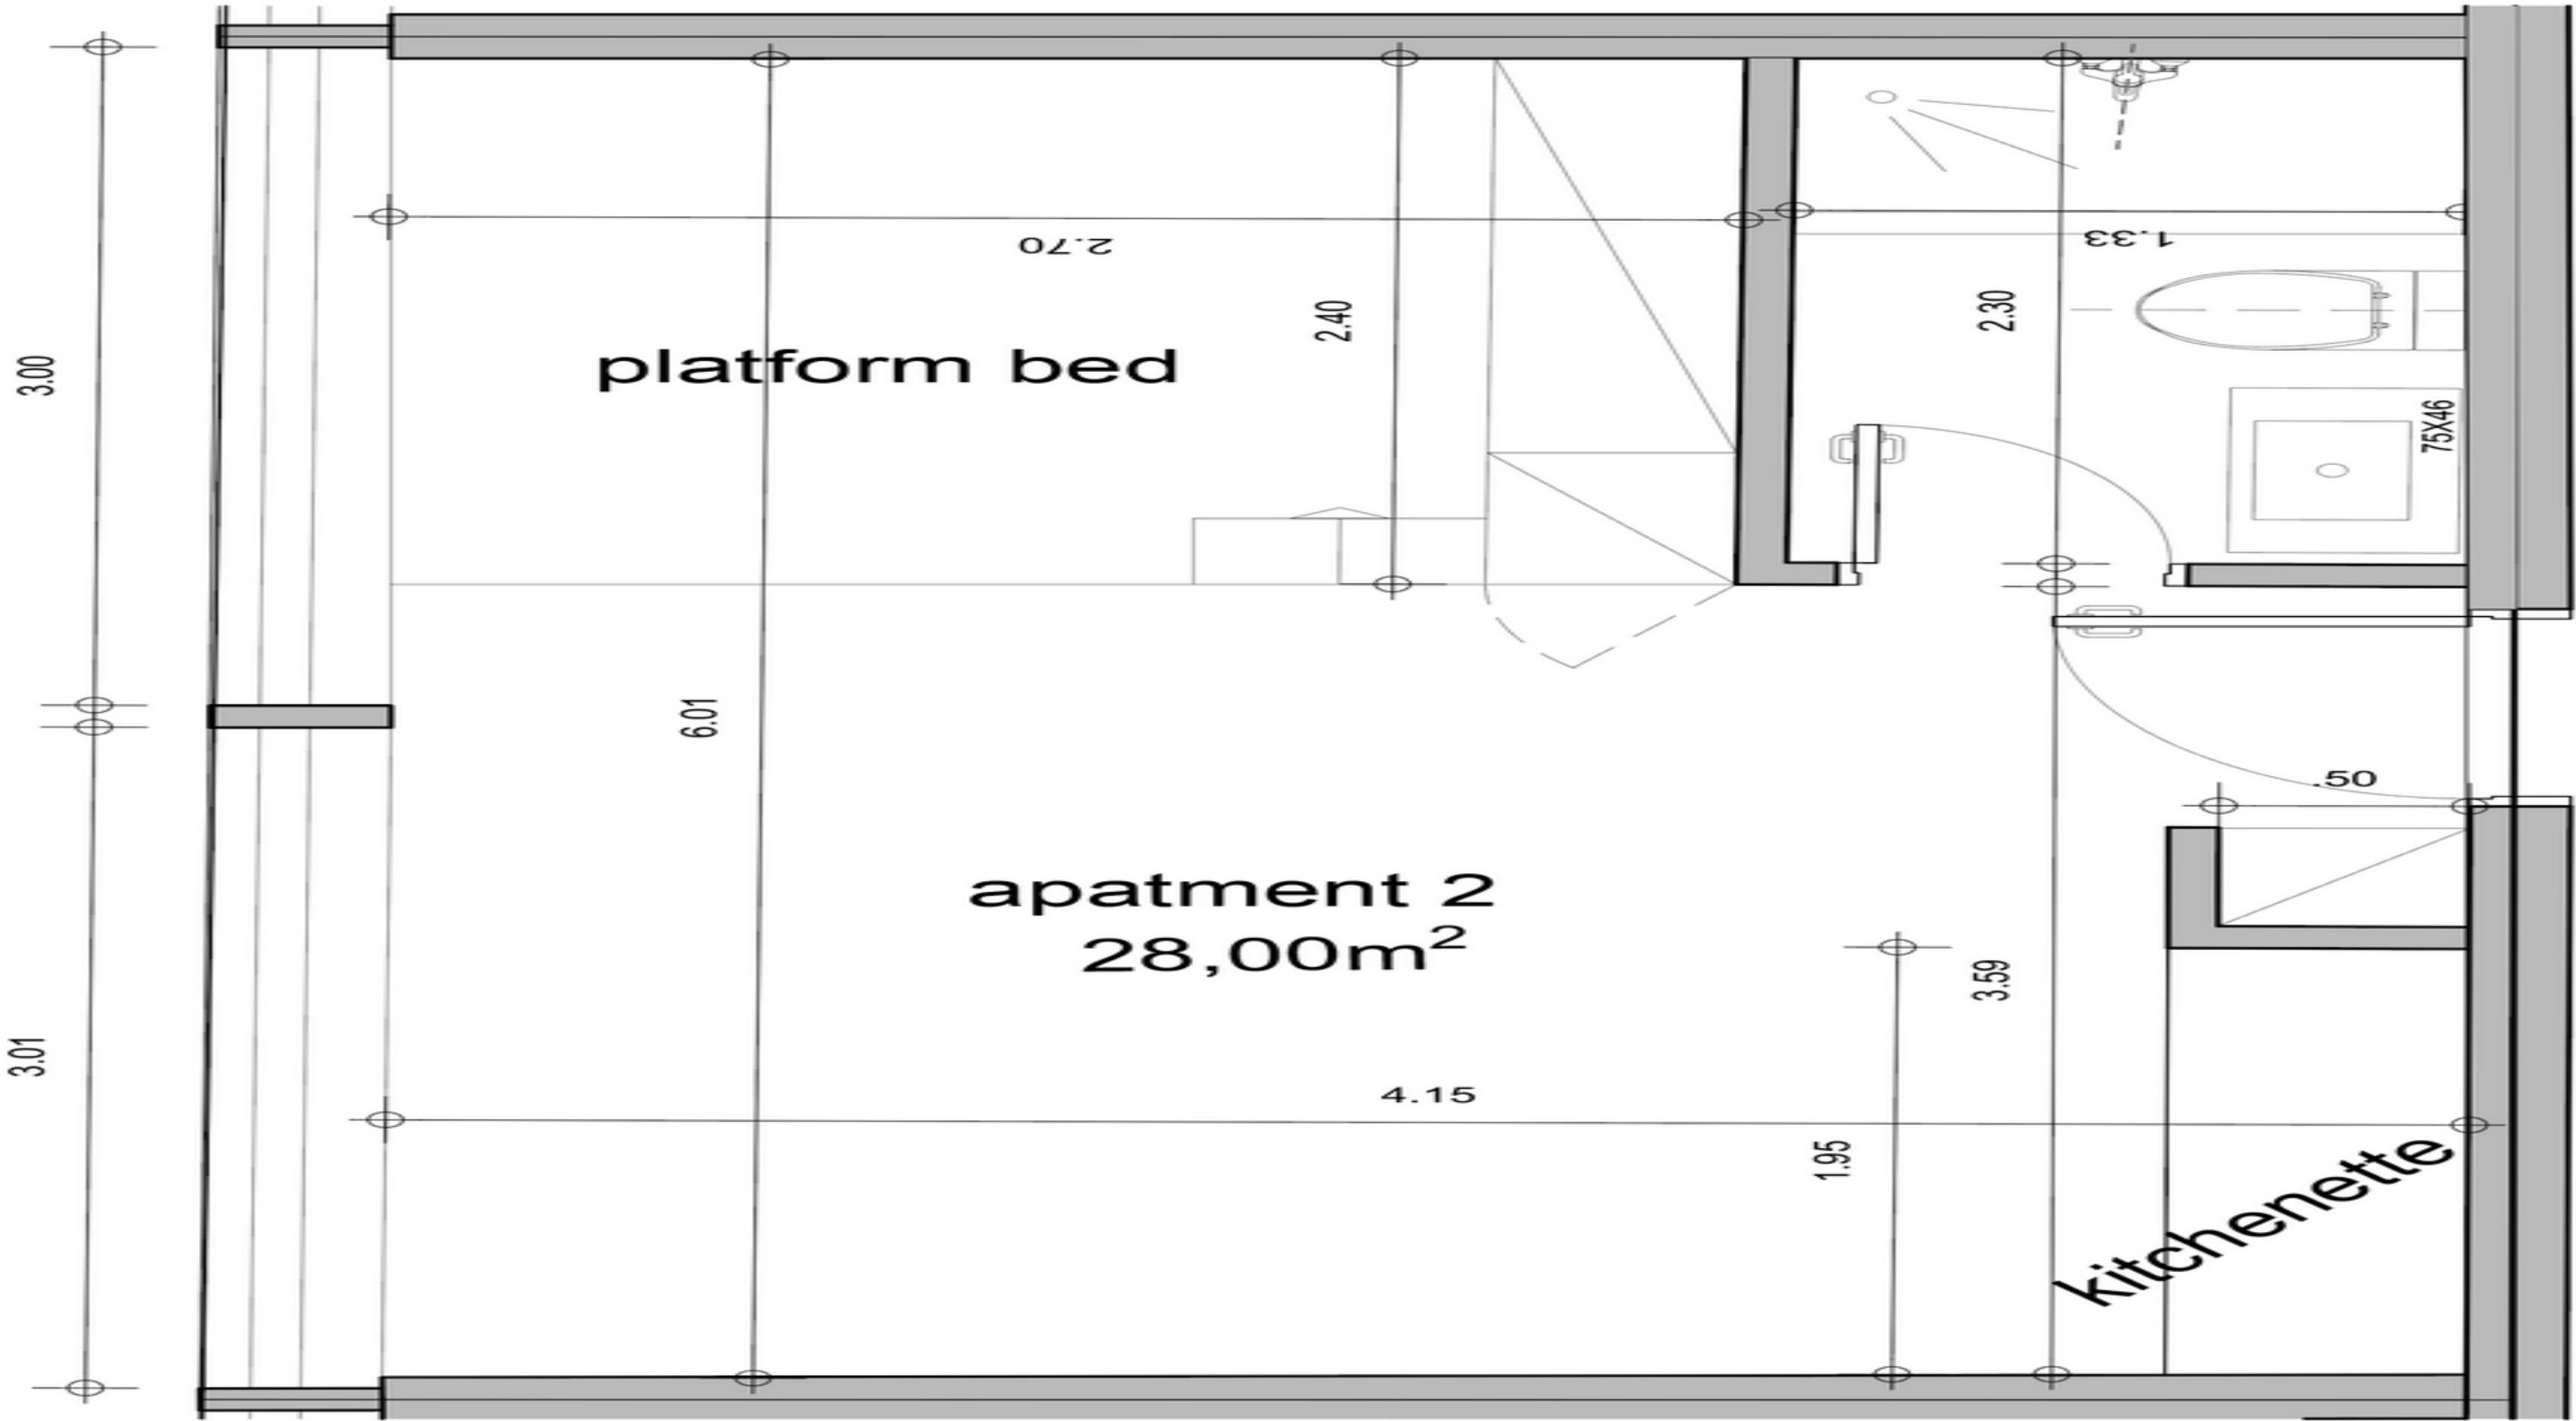 2.70
1.33
2.30
2.40
platform bed
3.00
75X46
6.01
.50
apatment 2
28,00m²
3.59
3.01
4.15
1.95
kitchenette